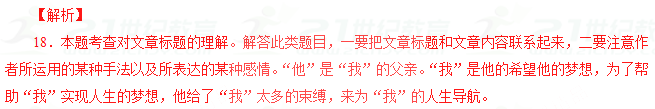 【解析】
18．本题考查对文章标题的理解。解答此类题目，一要把文章标题和文章内容联系起来，二要注意作
者所运用的某种手法以及所表达的某种感情。“他”是“我”的父亲。“我”是他的希望他的梦想，为了帮
助“我”实现人生的梦想，他给了“我”太多的束缚，来为“我”的人生导航。